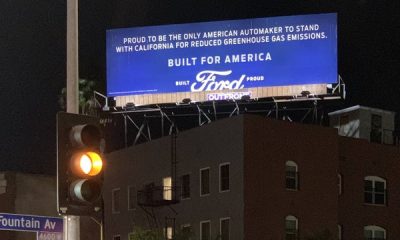 PROUD TO BE THE ONLY AMERICAN AUTOMAKER TO STAND
WITH CALIFORNIA FOR REDUCED GREENHOUSE GAS EMISSIONS.
BUILT FOR AMERICA
BUILT Ford PROUD
OUTFRONT
4600
Fountain Av